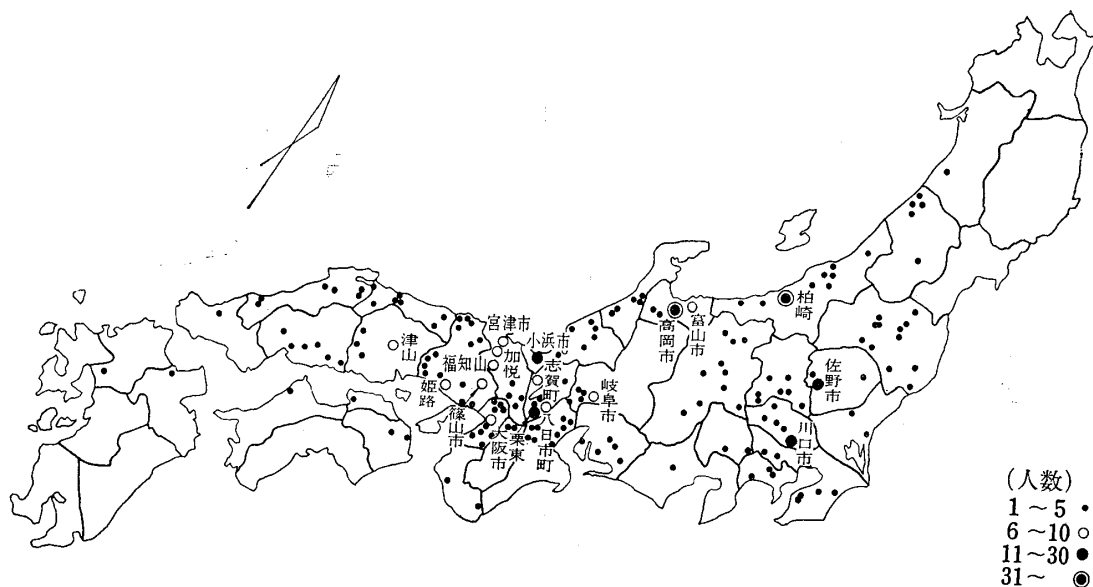 宮津市
小浜市
加悦
志賀町
福知山
津山
姫路
篠山市
大阪市
栗東
八日市町
岐阜市
高岡市
富山市
柏崎
佐野市
川口市
(人数)
1～5
6～10
11～30
31～